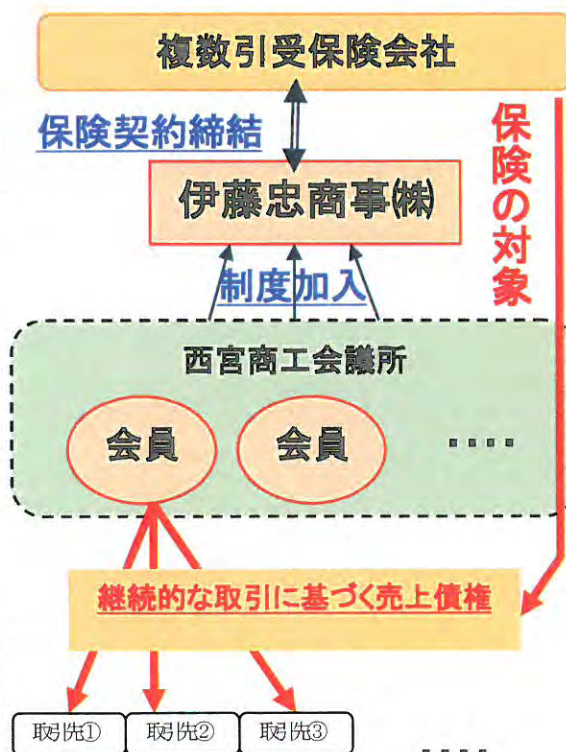 複数引受保険会社
保険契約締結
保険の対象
伊藤忠商事㈱
制度加入
西宮商工会議所
会員
会員
‥‥
継続的な取引に基づく売上債権
取引先①
取引先②
取引先③
‥‥